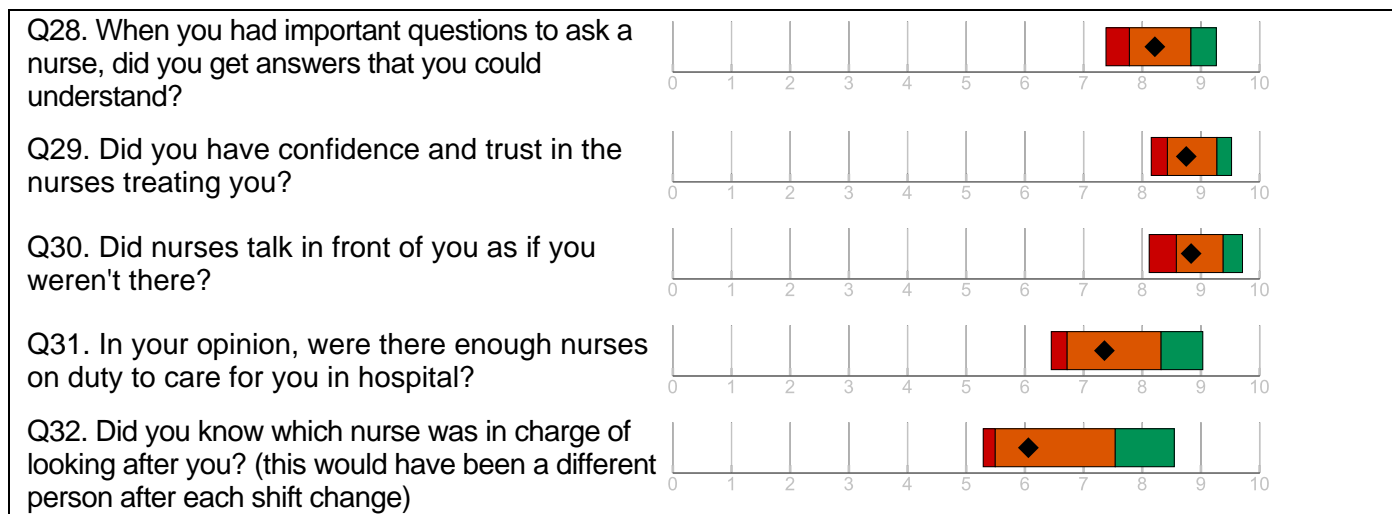 Q28. When you had important questions to ask a
nurse, did you get answers that you could
understand?
0 1 2 3 4 5 6 7 8 9 10
Q29. Did you have confidence and trust in the
nurses treating you?
0 1 2 3 4 5 6 7 8 9 10
Q30. Did nurses talk in front of you as if you
weren't there?
0 1 2 3 4 5 6 7 8 9 10
Q31. In your opinion, were there enough nurses
on duty to care for you in hospital?
0 1 2 3 4 5 6 7 8 9 10
Q32. Did you know which nurse was in charge of
looking after you? (this would have been a different
person after each shift change)
0 1 2 3 4 5 6 7 8 9 10